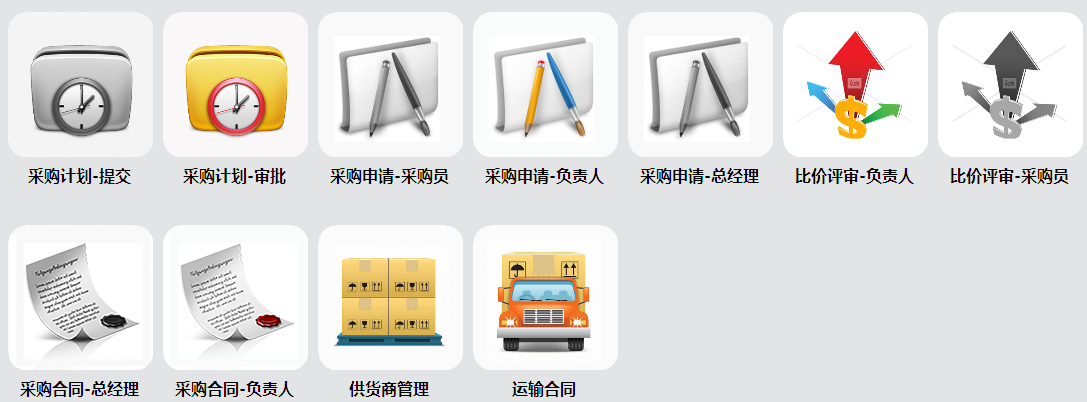 采购计划-提交
采购计划-审批
采购申请-采购员
采购申请-负责人
采购申请-总经理
比价评审-负责人
比价评审-采购员
采购合同-总经理
采购合同-负责人
供货商管理
运输合同